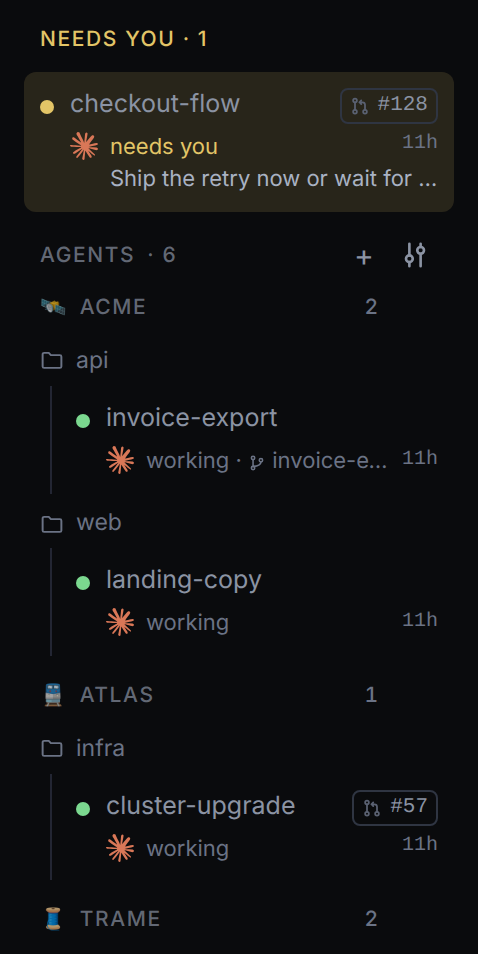 NEEDS YOU · 1
checkout-flow #128
needs you 11h
Ship the retry now or wait for ...
AGENTS · 6 +
ACME 2
api
invoice-export
working · invoice-e... 11h
web
landing-copy
working 11h
ATLAS 1
infra
cluster-upgrade #57
working 11h
TRAME 2